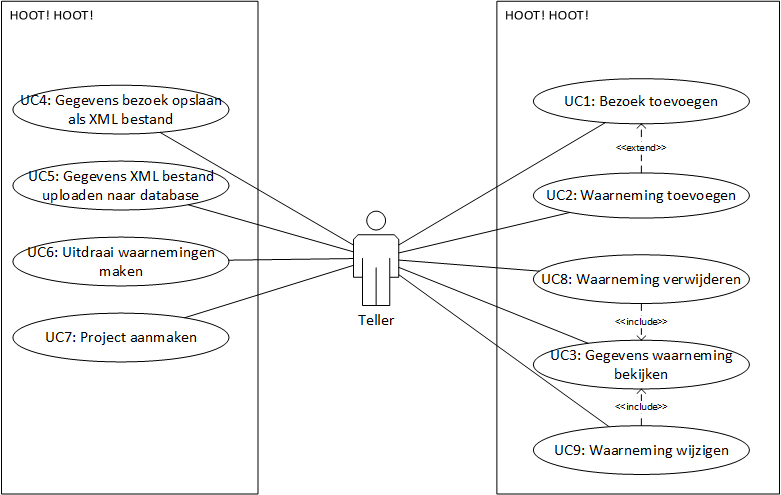 HOOT! HOOT!
UC4: Gegevens bezoek opslaan
als XML bestand
UC5: Gegevens XML bestand
uploaden naar database
UC6: Uitdraai waarnemingen
maken
UC7: Project aanmaken
Teller
HOOT! HOOT!
UC1: Bezoek toevoegen
<<extend>>
UC2: Waarneming toevoegen
UC8: Waarneming verwijderen
<<include>>
UC3: Gegevens waarneming
bekijken
<<include>>
UC9: Waarneming wijzigen